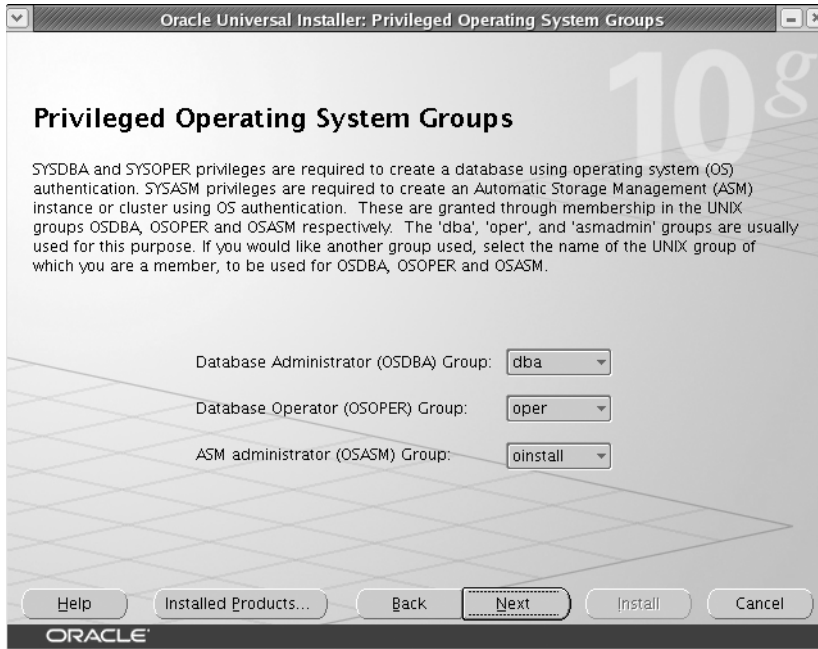 Oracle Universal Installer: Privileged Operating System Groups
10g
Privileged Operating System Groups
SYSDBA and SYSOPER privileges are required to create a database using operating system (OS)
authentication. SYSASM privileges are required to create an Automatic Storage Management (ASM)
instance or cluster using OS authentication. These are granted through membership in the UNIX
groups OSDBA, OSOPER and OSASM respectively. The 'dba', 'oper', and 'asmadmin' groups are usually
used for this purpose. If you would like another group used, select the name of the UNIX group of
which you are a member, to be used for OSDBA, OSOPER and OSASM.
Database Administrator (OSDBA) Group: dba
Database Operator (OSOPER) Group: oper
ASM administrator (OSASM) Group: oinstall
Help Installed Products... Back Next Install Cancel
ORACLE